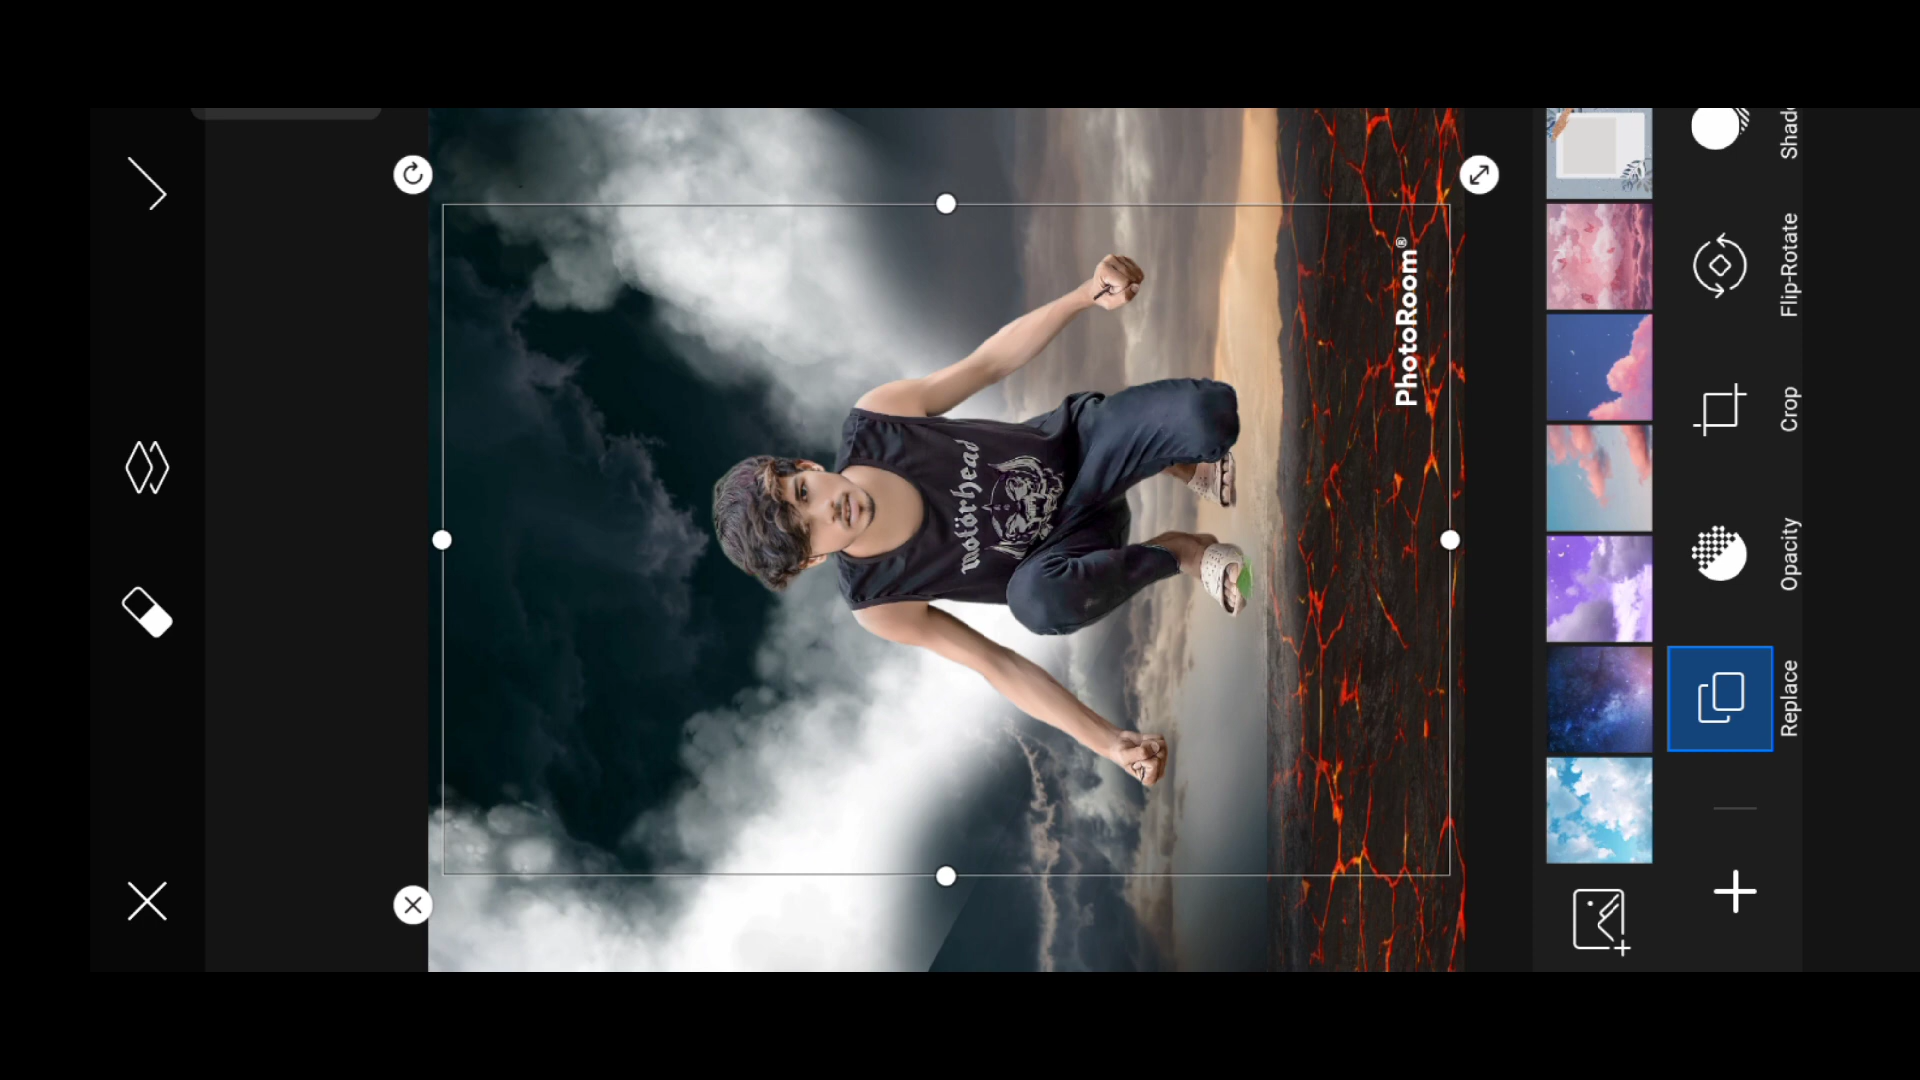 motörhead
PhotoRoom®
Replace
Opacity
Crop
Flip-Rotate
Shad